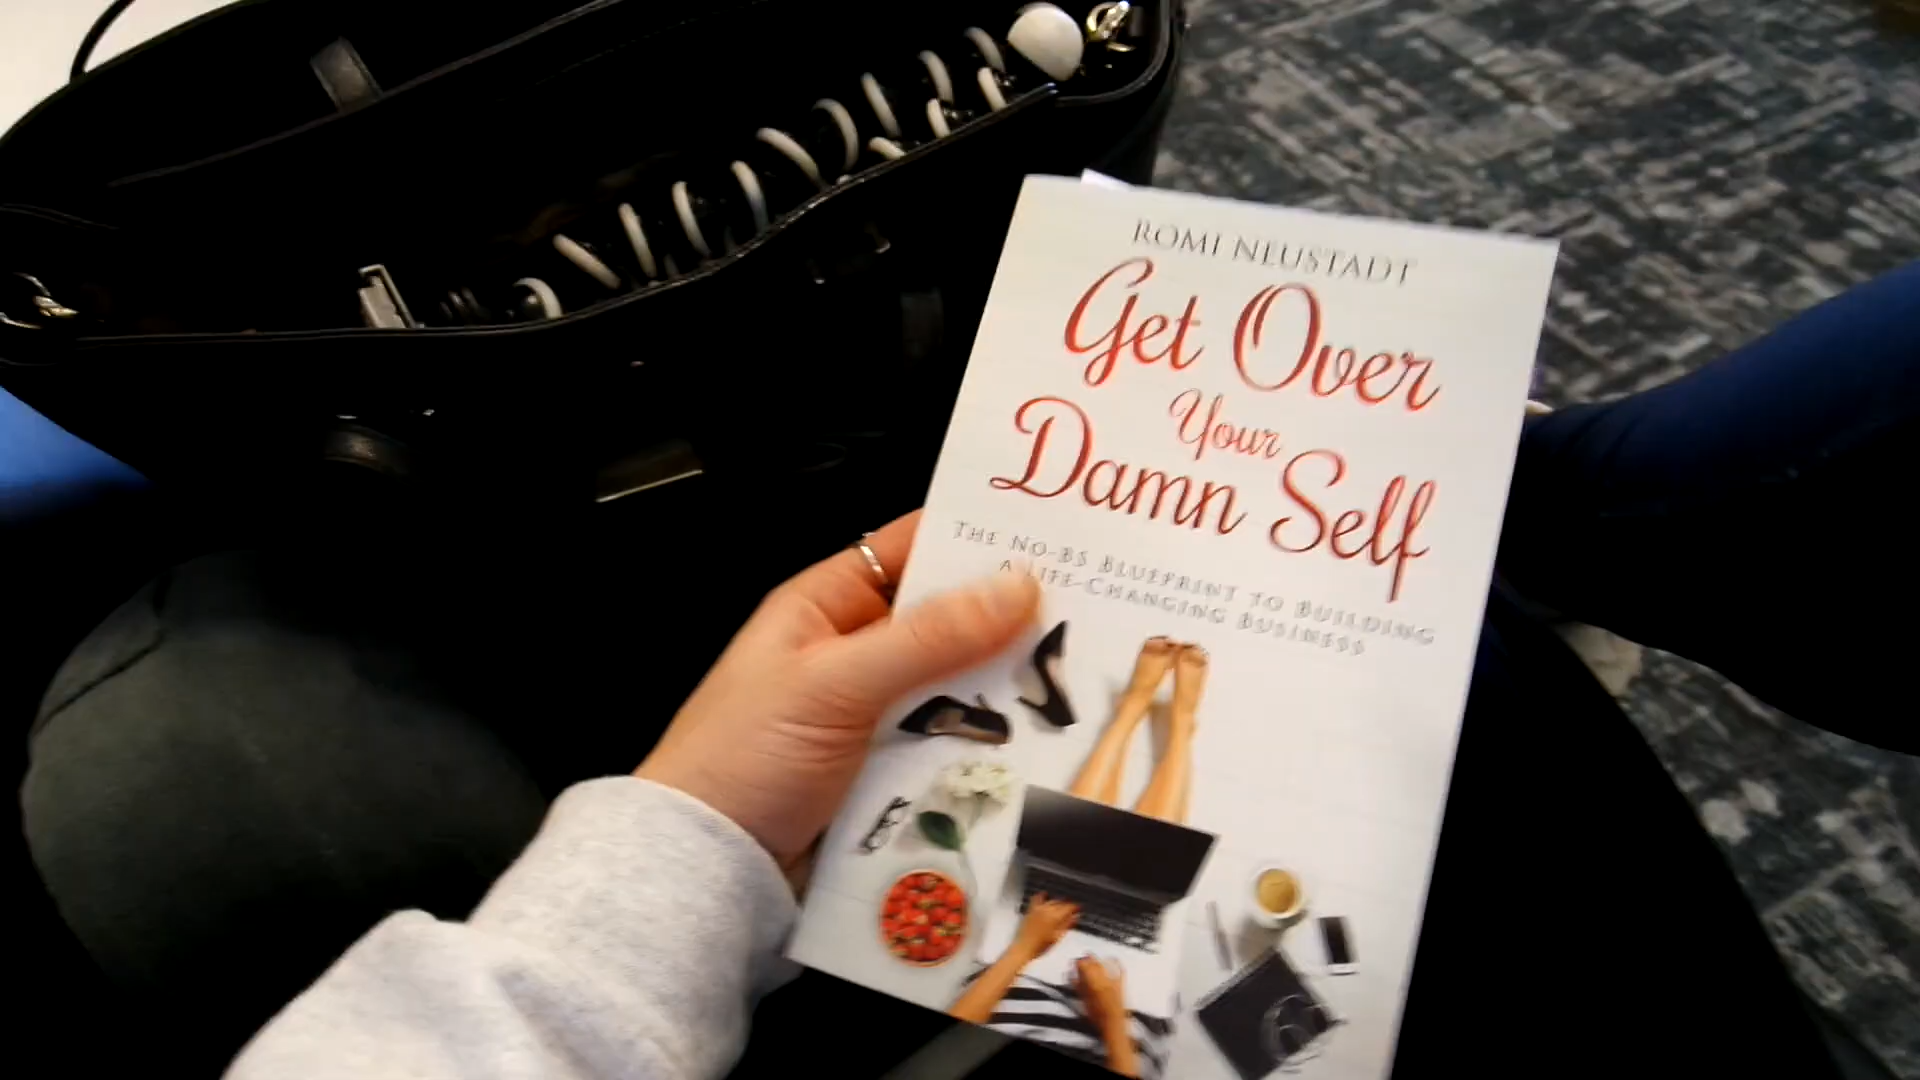 ROMI NEUSTADT
Get Over
Your
Damn Self
THE NO-BS BLUEPRINT TO BUILDING
A LIFE-CHANGING BUSINESS